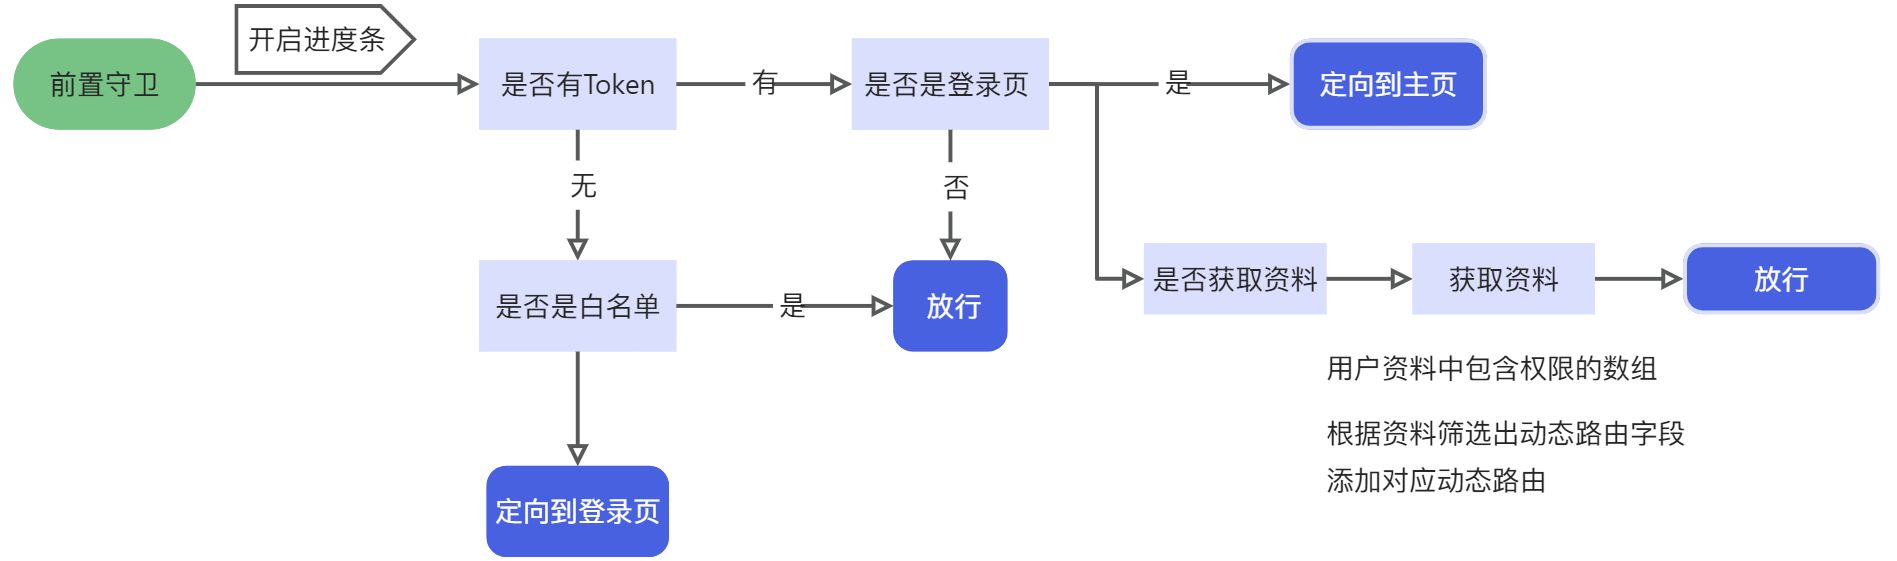 开启进度条
前置守卫
是否有Token
有
是否是登录页
是
定向到主页
无
否
是否获取资料
获取资料
放行
是否是白名单
是
放行
用户资料中包含权限的数组
根据资料筛选出动态路由字段
添加对应动态路由
定向到登录页